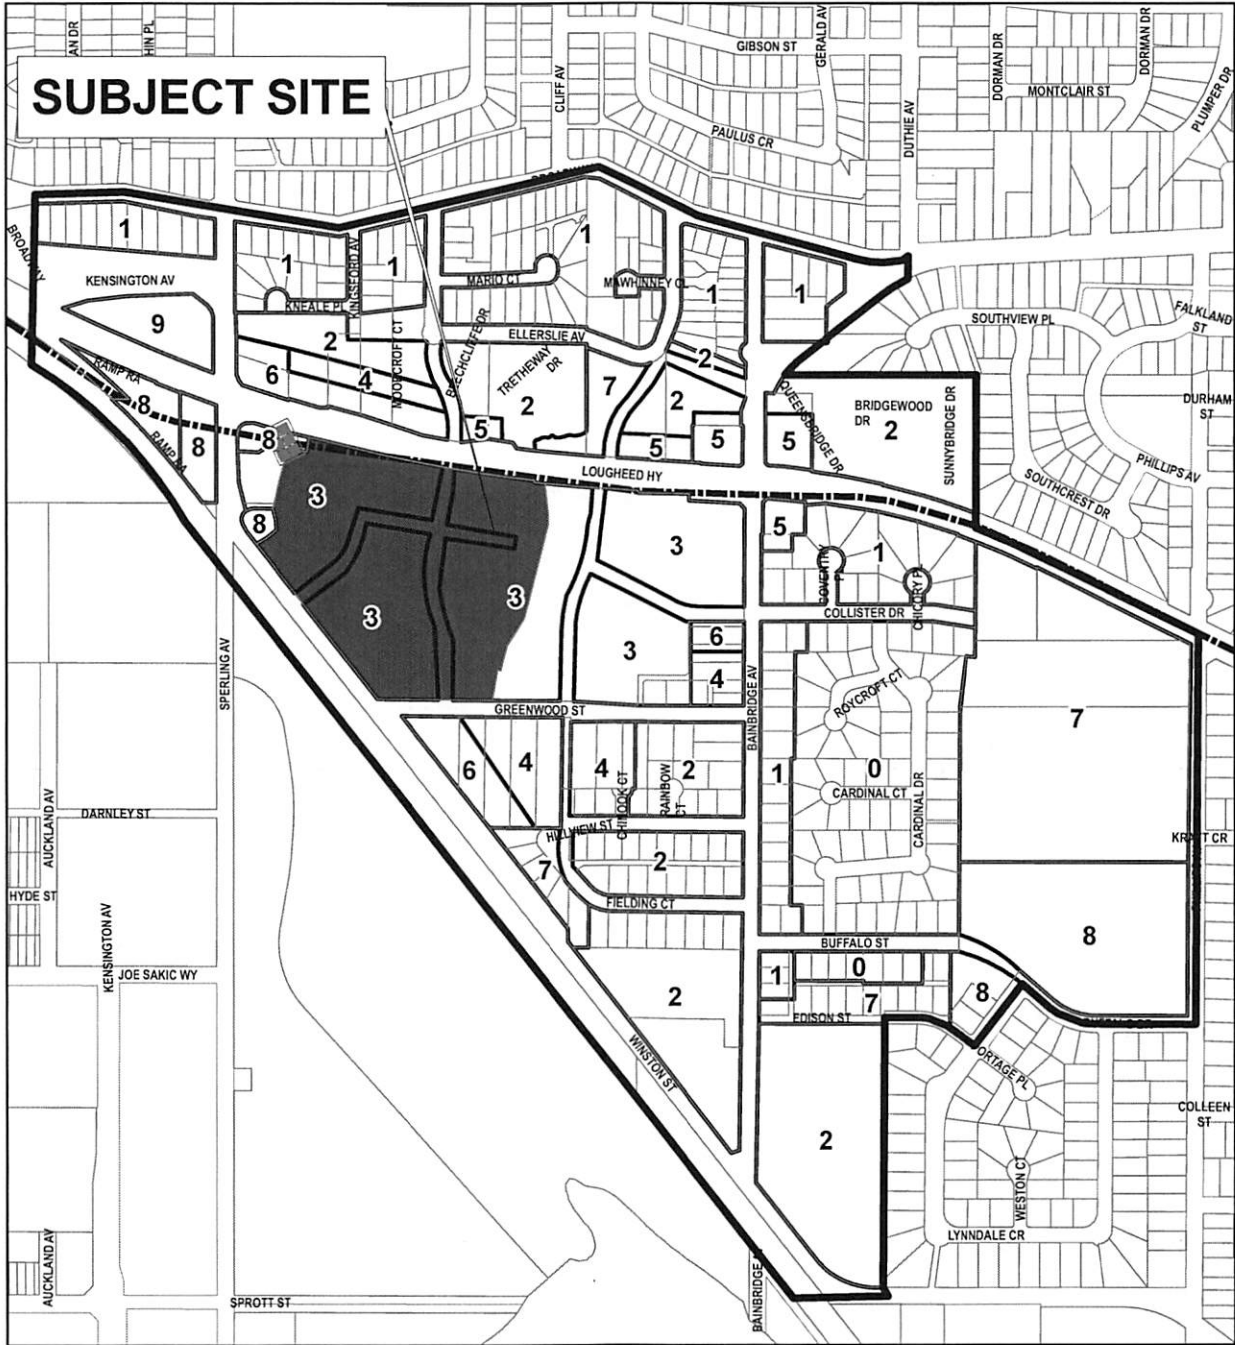 AN DR
HIN PL
CLIFF AV
GIBSON ST
GERALD AV
DORMAN DR
DORMAN DR
MONTCLAIR ST
PLUMPER DR
PAULUS CR
DUTHIE AV
SUBJECT SITE
BROADWAY
1
KENSINGTON AV
9
1
KNEALE PL
KINGSFORD AV
1
MARIO CT
1
MAWHINNEY CL
1
1
SOUTHVIEW PL
FALKLAND
ST
ELLERSLIE AV
2
6
4
MOORCROFT CT
BEECHCLIFFE DR
TRETHEWAY
DR
2
7
2
2
5
5
5
5
QUEENSBRIDGE DR
BRIDGEWOOD
DR
2
SUNNYBRIDGE DR
DURHAM
ST
PHILLIPS AV
SOUTHCREST DR
RAMP RA
8
RAMP RA
8
8
8
LOUGHEED HY
3
3
3
3
3
5
COVENTRY
PL
1
CHICORY PL
COLLISTER DR
6
4
SPERLING AV
GREENWOOD ST
BAINBRIDGE AV
ROYCROFT CT
7
6
4
4
CHINOOK CT
RAINBOW
CT
2
1
0
CARDINAL CT
CARDINAL DR
AUCKLAND AV
DARNLEY ST
HILLVIEW ST
2
7
FIELDING CT
HYDE ST
KENSINGTON AV
JOE SAKIC WY
BUFFALO ST
8
1
0
7
8
EDISON ST
2
WINSTON ST
ORTAGE PL
COLLEEN
ST
2
WESTON CT
LYNNDALE CR
AUCKLAND AV
SPROTT ST